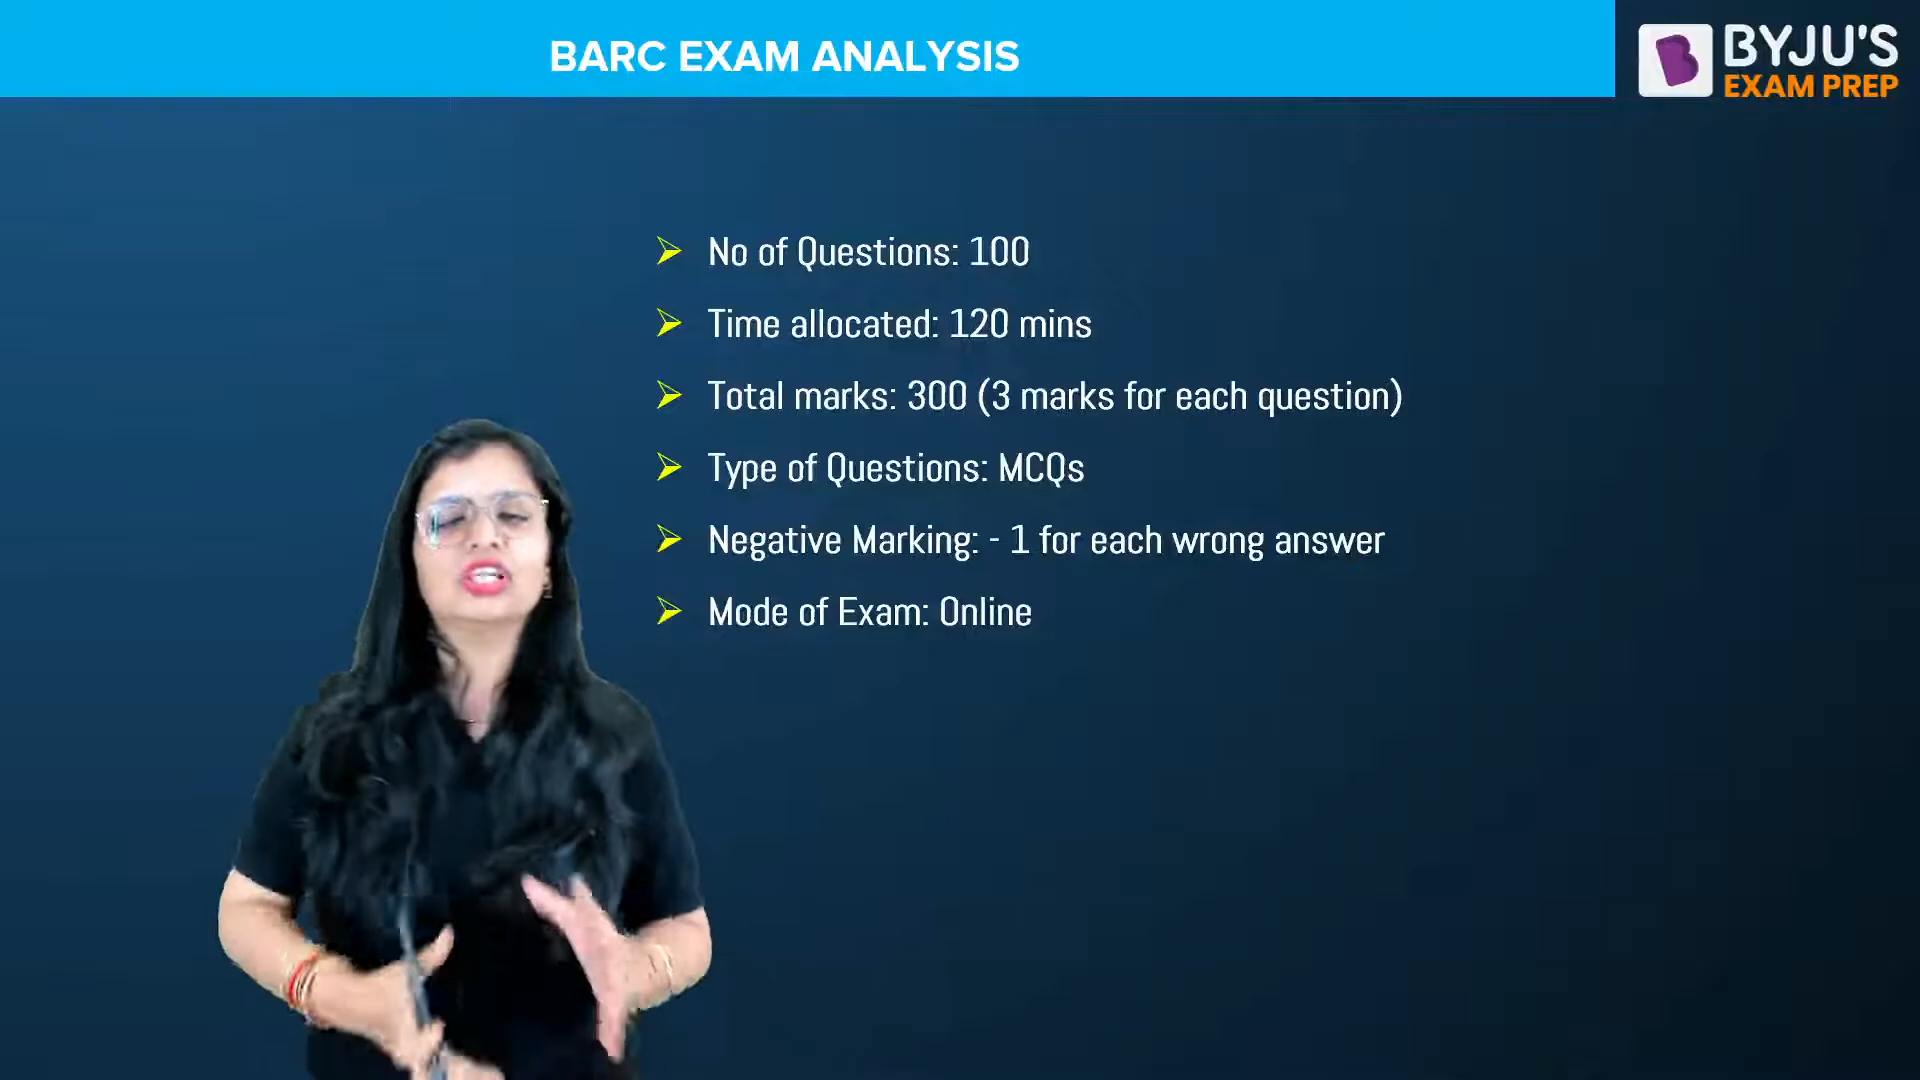 BARC EXAM ANALYSIS
BYJU'S
EXAM PREP
No of Questions: 100
Time allocated: 120 mins
Total marks: 300 (3 marks for each question)
Type of Questions: MCQs
Negative Marking: - 1 for each wrong answer
Mode of Exam: Online